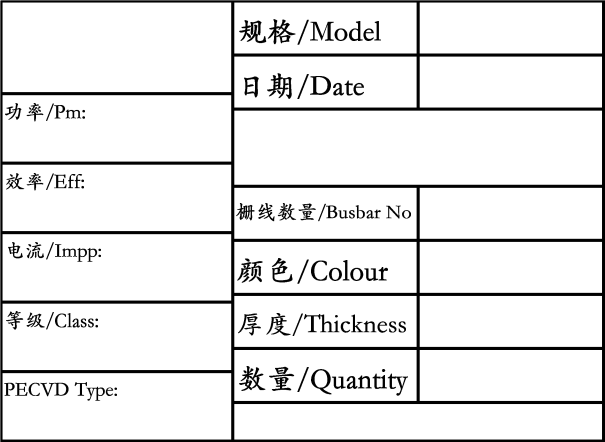 规格/Model
日期/Date
功率/Pm:
效率/Eff:
电流/Impp:
等级/Class:
PECVD Type:
栅线数量/Busbar No
颜色/Colour
厚度/Thickness
数量/Quantity